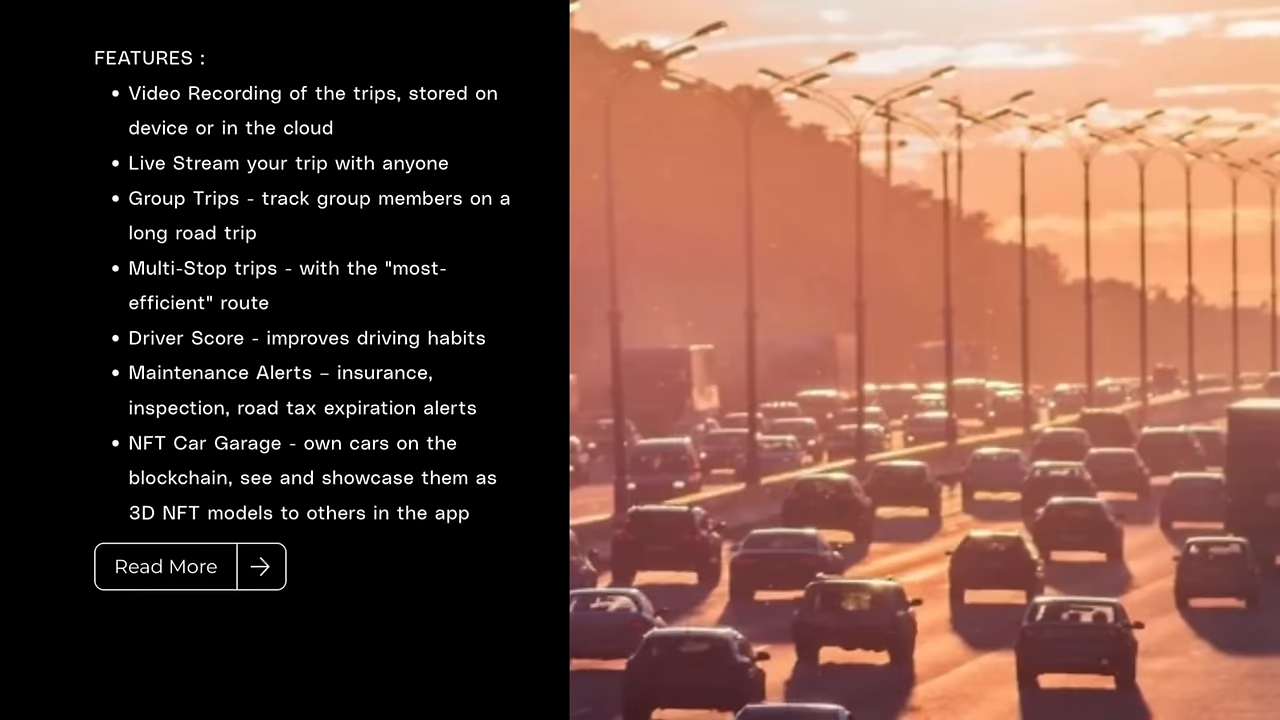 FEATURES :
• Video Recording of the trips, stored on
device or in the cloud
• Live Stream your trip with anyone
• Group Trips - track group members on a
long road trip
• Multi-Stop trips - with the "most-
efficient" route
• Driver Score - improves driving habits
• Maintenance Alerts – insurance,
inspection, road tax expiration alerts
• NFT Car Garage - own cars on the
blockchain, see and showcase them as
3D NFT models to others in the app
Read More →